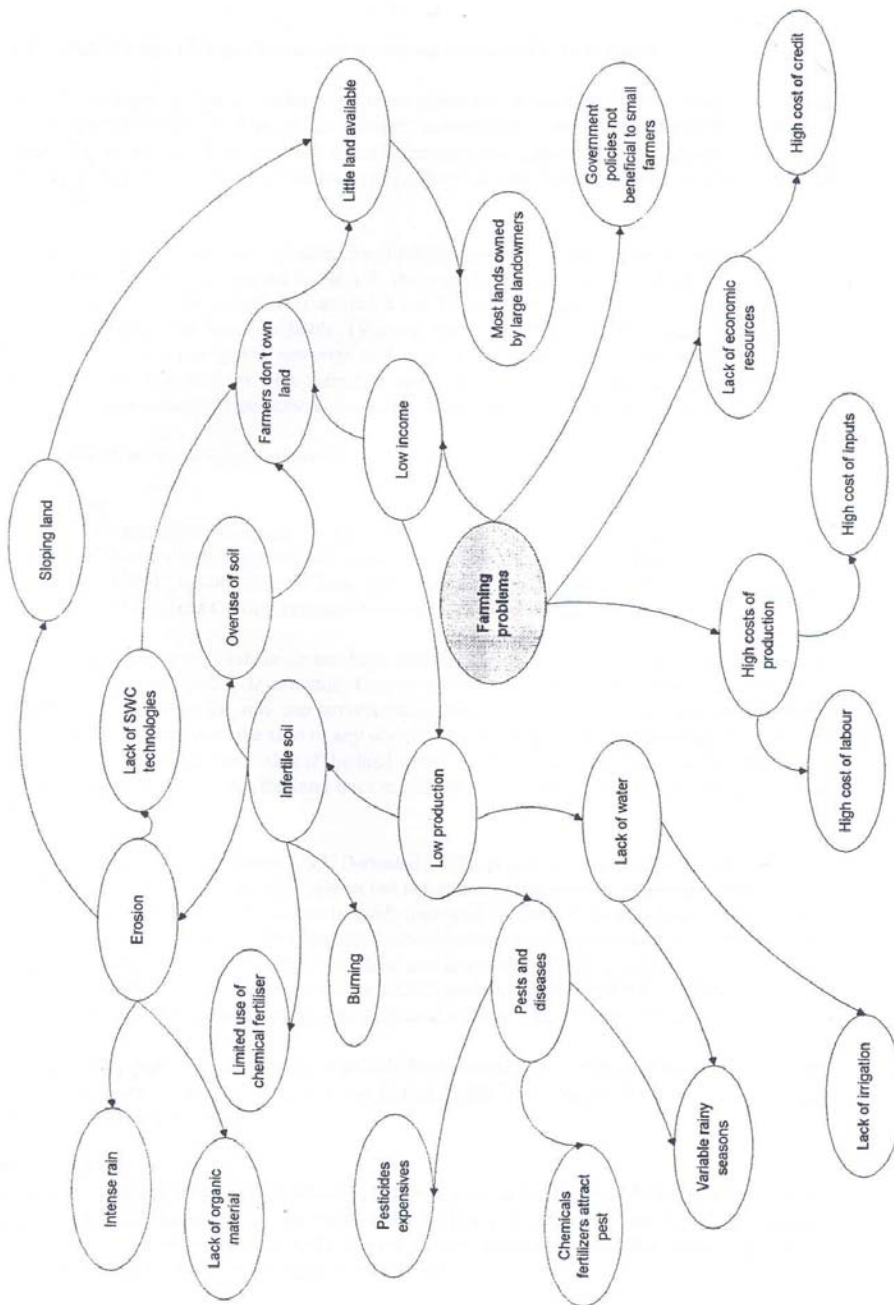 Intense rain
Lack of organic
material
Erosion
Lack of SWC
technologies
Sloping land
Limited use of
chemical fertiliser
Burning
Infertile soil
Overuse of soil
Farmers don't own
land
Little land available
Pesticides
expensives
Pests and
diseases
Low production
Low income
Most lands owned
by large landowners
Chemicals
fertilizers attract
pest
Farming
problems
Government
policies not
beneficial to small
farmers
Variable rainy
seasons
Lack of water
Lack of irrigation
High cost of labour
High costs of
production
High cost of inputs
Lack of economic
resources
High cost of credit